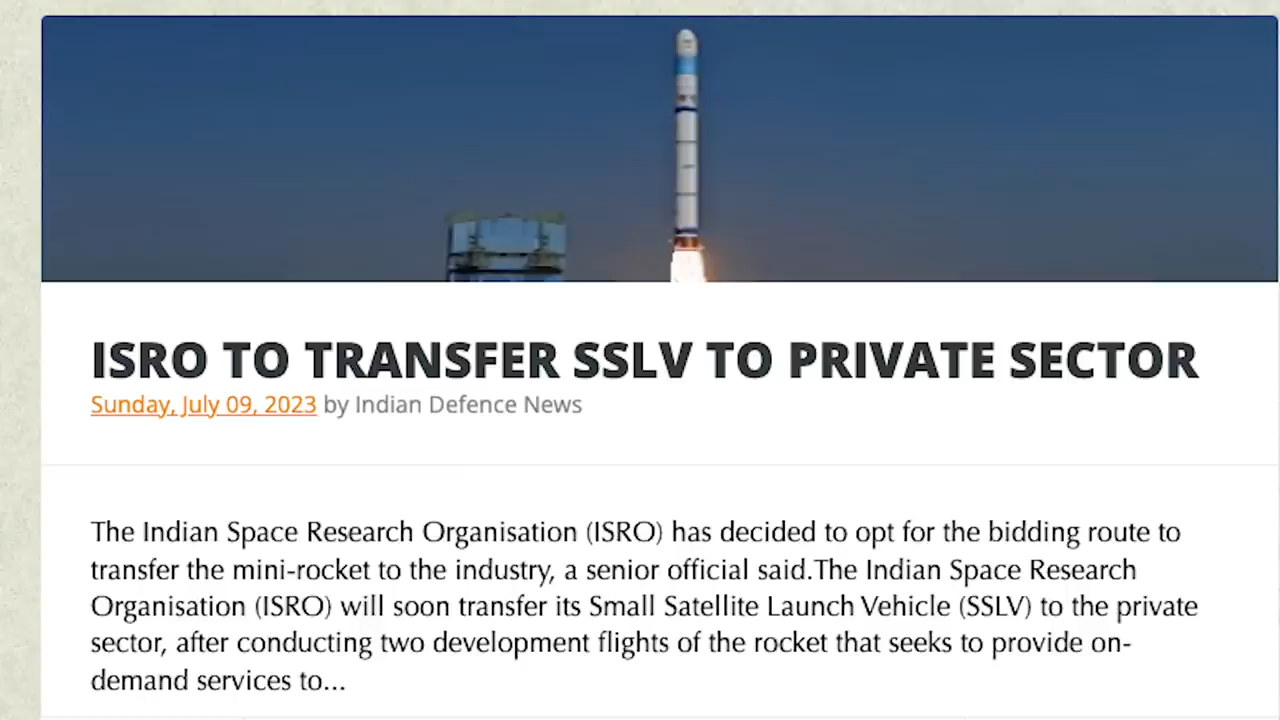 ISRO TO TRANSFER SSLV TO PRIVATE SECTOR
Sunday, July 09, 2023 by Indian Defence News
The Indian Space Research Organisation (ISRO) has decided to opt for the bidding route to
transfer the mini-rocket to the industry, a senior official said.The Indian Space Research
Organisation (ISRO) will soon transfer its Small Satellite Launch Vehicle (SSLV) to the private
sector, after conducting two development flights of the rocket that seeks to provide on-
demand services to...